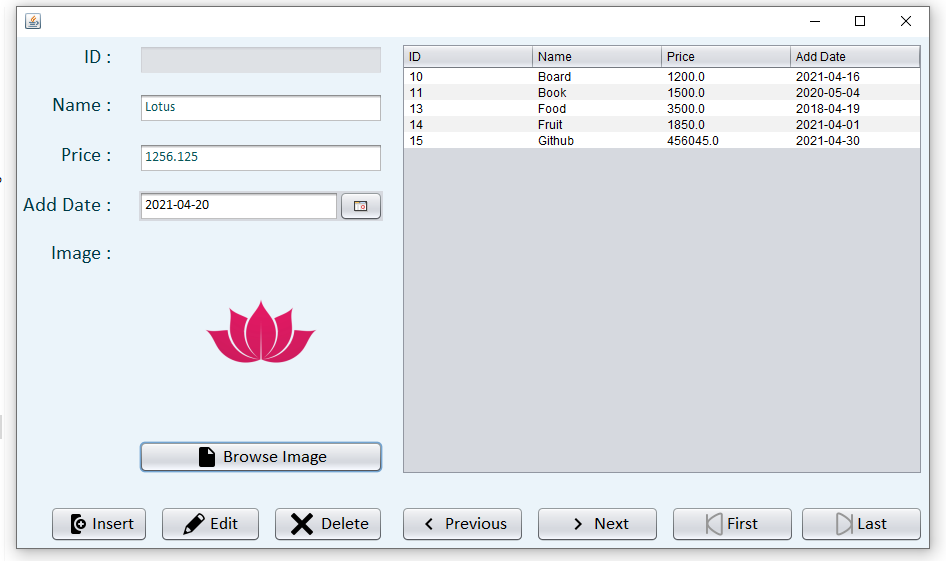 ID :
Name : Lotus
Price : 1256.125
Add Date : 2021-04-20
Image :
Browse Image
ID Name Price Add Date
10 Board 1200.0 2021-04-16
11 Book 1500.0 2020-05-04
13 Food 3500.0 2018-04-19
14 Fruit 1850.0 2021-04-01
15 Github 456045.0 2021-04-30
Insert Edit Delete Previous Next First Last